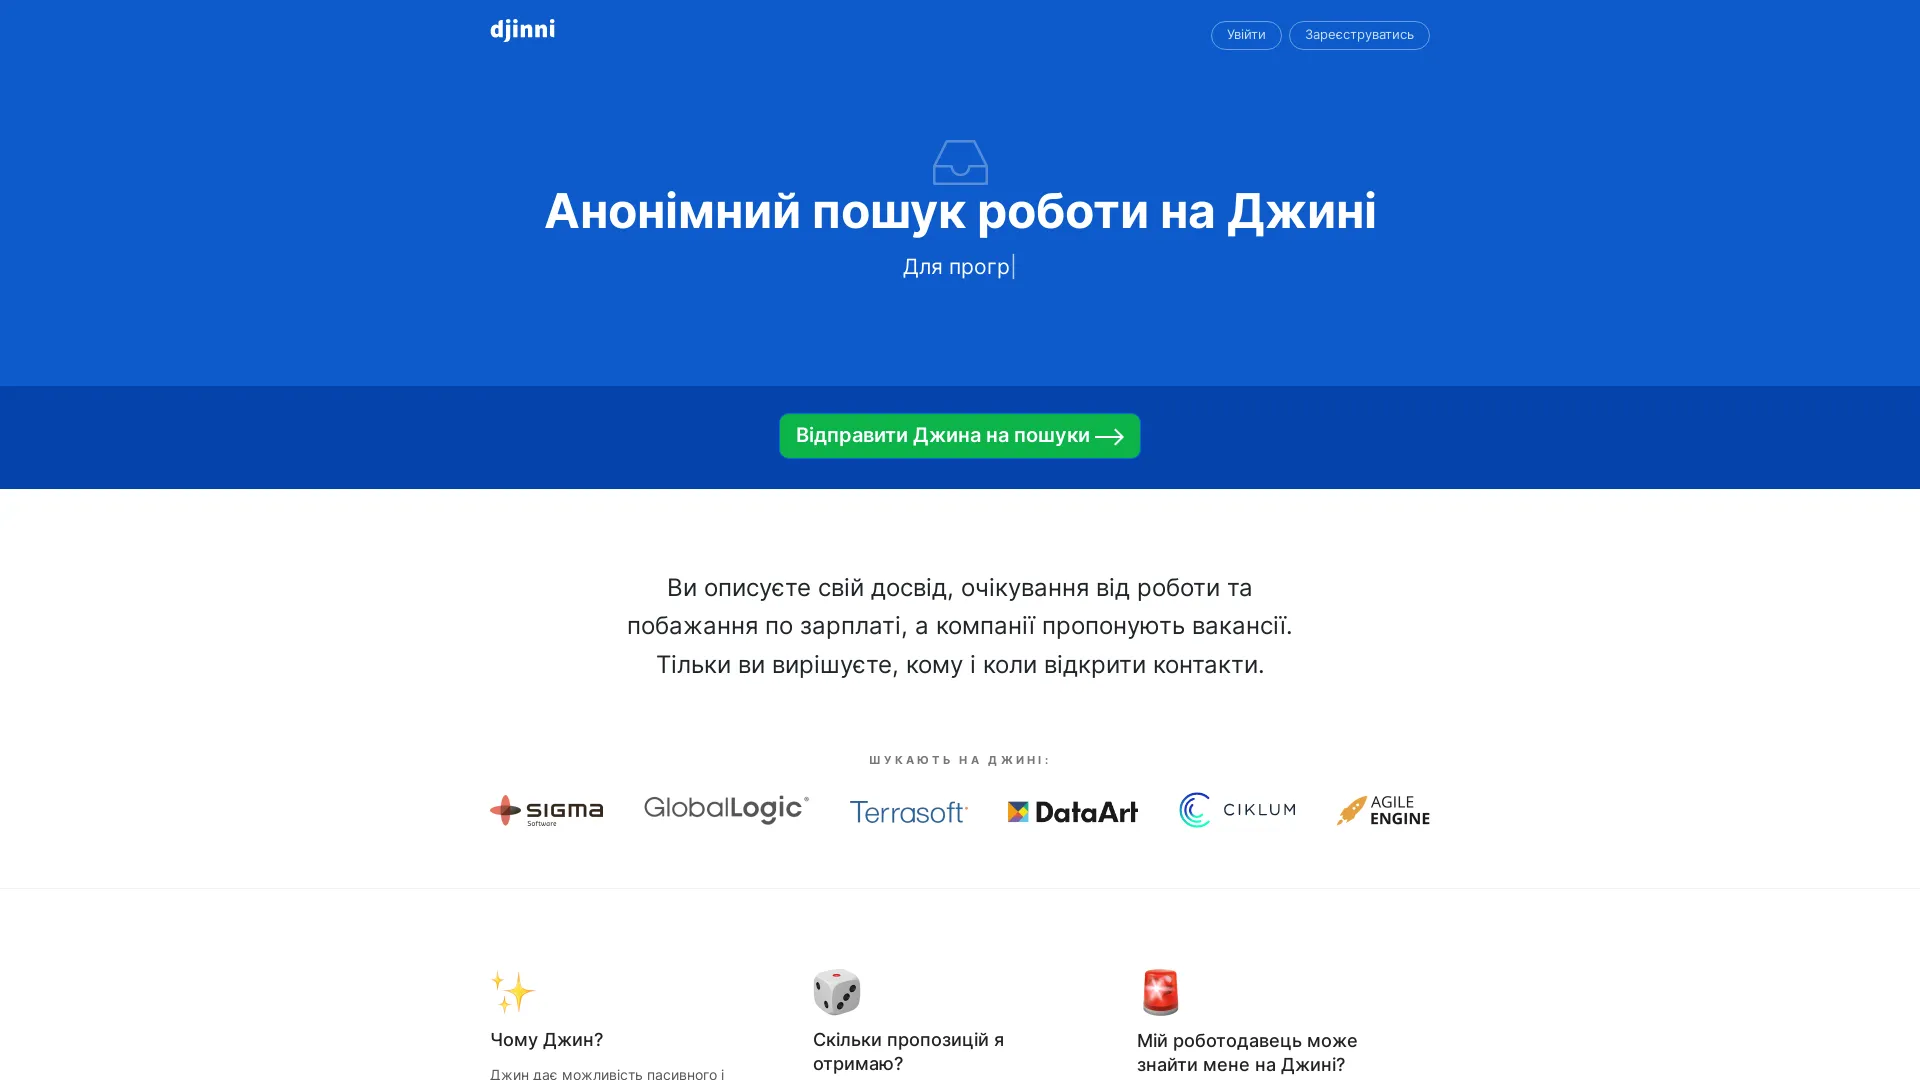 djinni
Увійти
Зареєструватись
Анонімний пошук роботи на Джині
Для прогр
Відправити Джина на пошуки
Ви описуєте свій досвід, очікування від роботи та
побажання по зарплаті, а компанії пропонують вакансії.
Тільки ви вирішуєте, кому і коли відкрити контакти.
ШУКАЮТЬ НА ДЖИНІ:
sigma
Software
GlobalLogic®
Terrasoft
DataArt
CIKLUM
AGILE
ENGINE
Чому Джин?
Джин дає можливість пасивного і
Скільки пропозицій я
отримаю?
Мій роботодавець може
знайти мене на Джині?